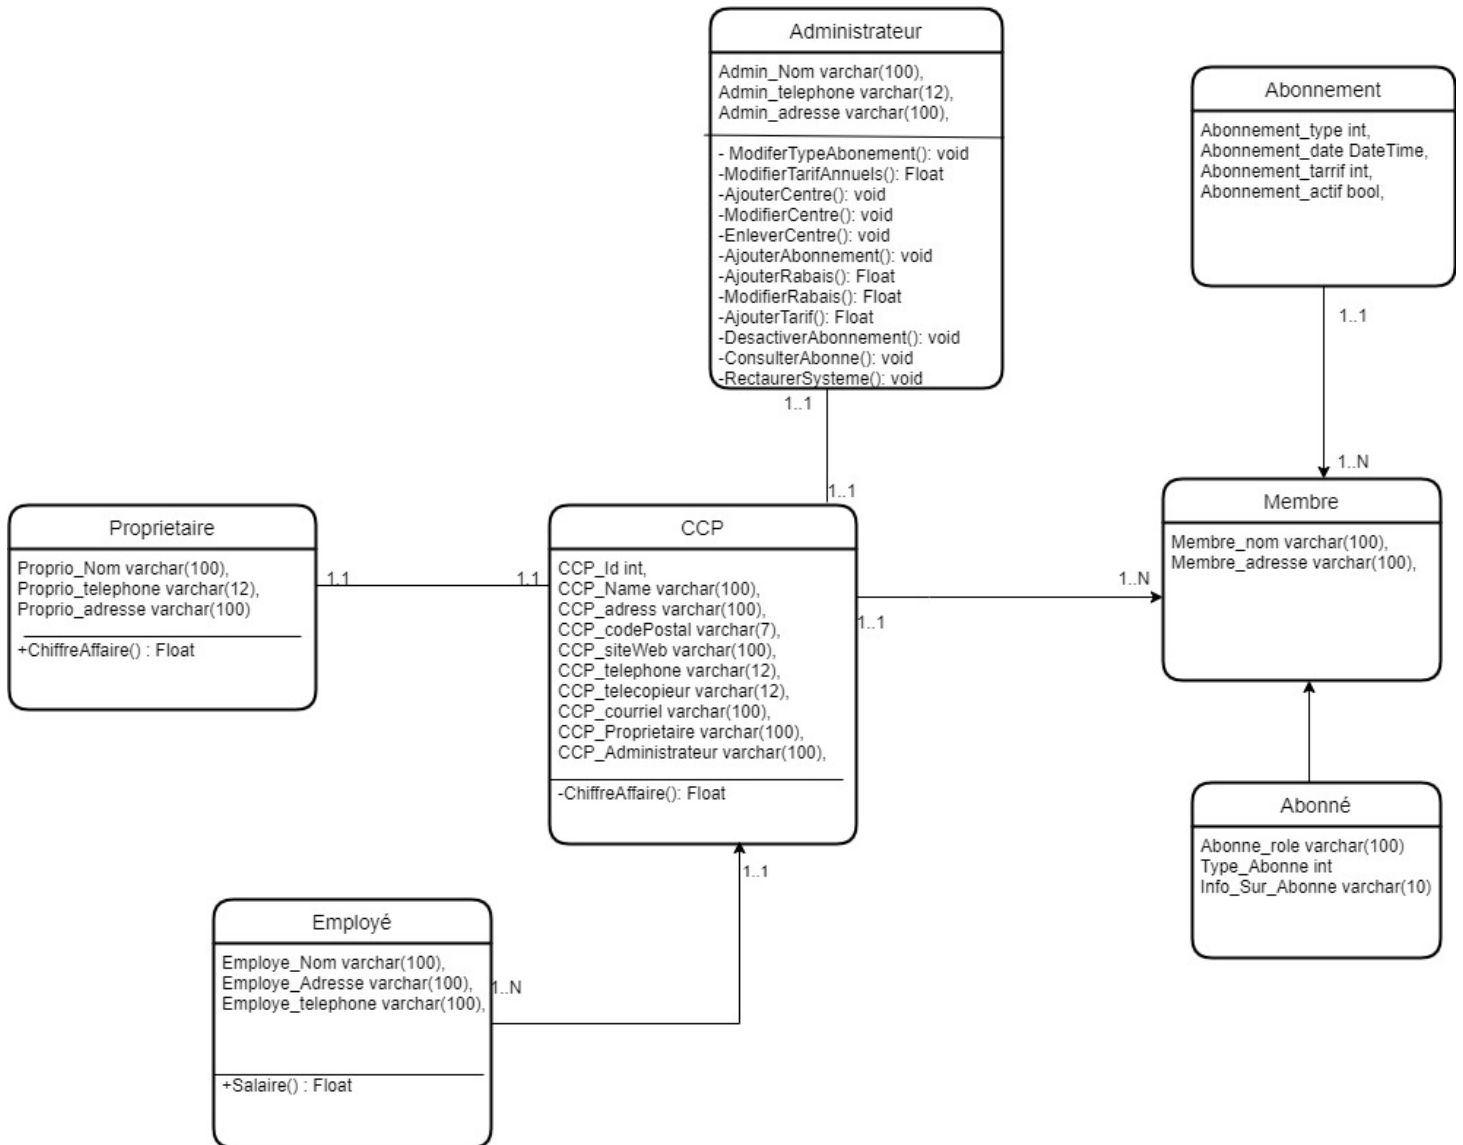 Administrateur
Admin_Nom varchar(100),
Admin_telephone varchar(12),
Admin_adresse varchar(100),
- ModiferTypeAbonement(): void
-ModifierTarifAnnuels(): Float
-AjouterCentre(): void
-ModifierCentre(): void
-EnleverCentre(): void
-AjouterAbonnement(): void
-AjouterRabais(): Float
-ModifierRabais(): Float
-AjouterTarif(): Float
-DesactiverAbonnement(): void
-ConsulterAbonne(): void
-RectaurerSysteme(): void
1..1
1..1
Abonnement
Abonnement_type int,
Abonnement_date DateTime,
Abonnement_tarrif int,
Abonnement_actif bool,
1..1
1..N
Proprietaire
Proprio_Nom varchar(100),
Proprio_telephone varchar(12),
Proprio_adresse varchar(100)
+ChiffreAffaire() : Float
1.1
1.1
CCP
CCP_Id int,
CCP_Name varchar(100),
CCP_adress varchar(100),
CCP_codePostal varchar(7),
CCP_siteWeb varchar(100),
CCP_telephone varchar(12),
CCP_telecopieur varchar(12),
CCP_courriel varchar(100),
CCP_Proprietaire varchar(100),
CCP_Administrateur varchar(100),
-ChiffreAffaire(): Float
1..1
1..N
Membre
Membre_nom varchar(100),
Membre_adresse varchar(100),
Abonné
Abonne_role varchar(100)
Type_Abonne int
Info_Sur_Abonne varchar(10)
1..1
Employé
Employe_Nom varchar(100),
Employe_Adresse varchar(100),
Employe_telephone varchar(100),
+Salaire() : Float
1..N